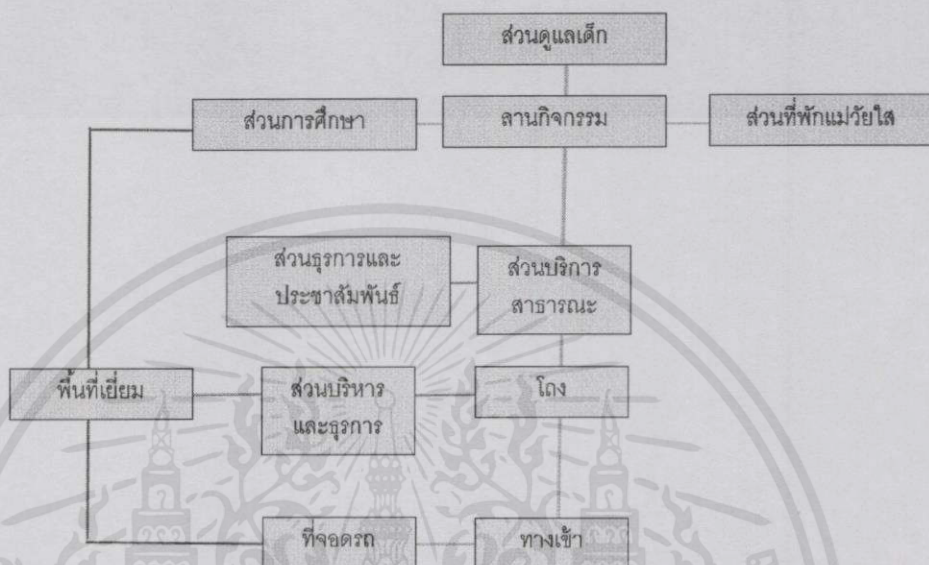 ส่วนดูแลเด็ก
ส่วนการศึกษา
ลานกิจกรรม
ส่วนที่พักแม่วัยใส
ส่วนธุรการและ
ประชาสัมพันธ์
ส่วนบริการ
สาธารณะ
พื้นที่เยี่ยม
ส่วนบริหาร
และธุรการ
โถง
ที่จอดรถ
ทางเข้า